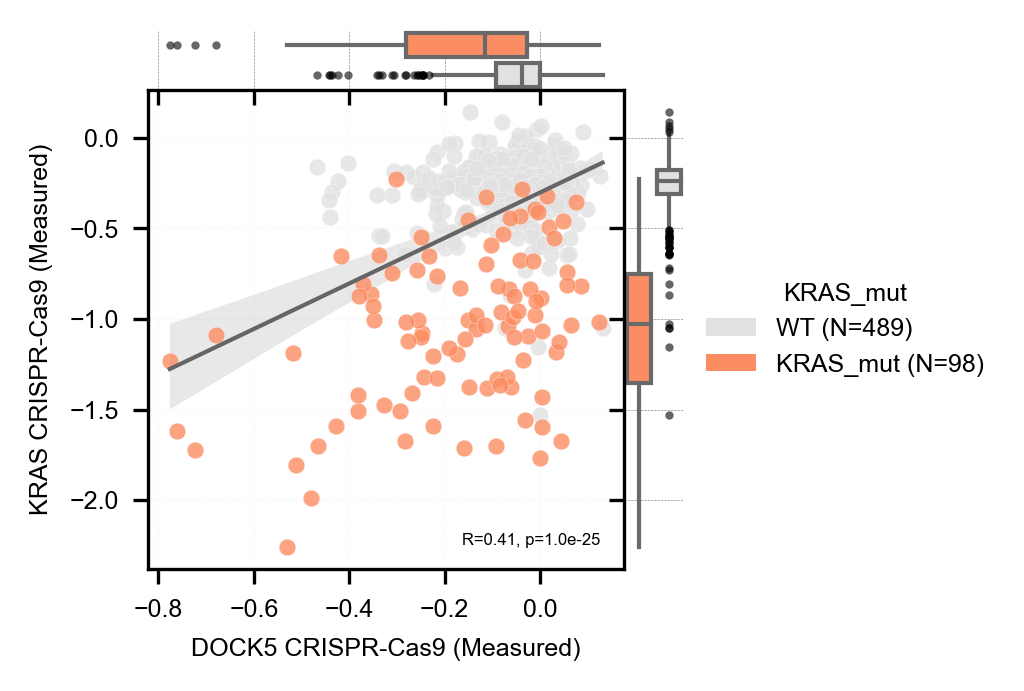 0.0
−0.5
−1.0
−1.5
−2.0
KRAS CRISPR-Cas9 (Measured)
R=0.41, p=1.0e-25
−0.8 −0.6 −0.4 −0.2 0.0
DOCK5 CRISPR-Cas9 (Measured)
KRAS_mut
WT (N=489)
KRAS_mut (N=98)